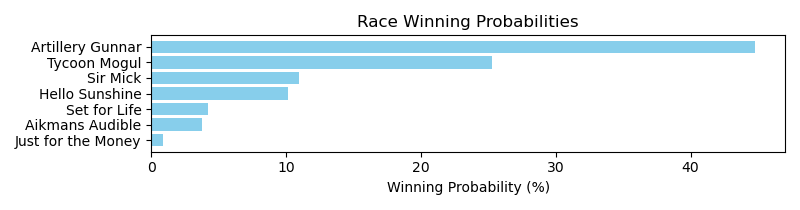 Race Winning Probabilities
Artillery Gunnar
Tycoon Mogul
Sir Mick
Hello Sunshine
Set for Life
Aikmans Audible
Just for the Money
0 10 20 30 40
Winning Probability (%)